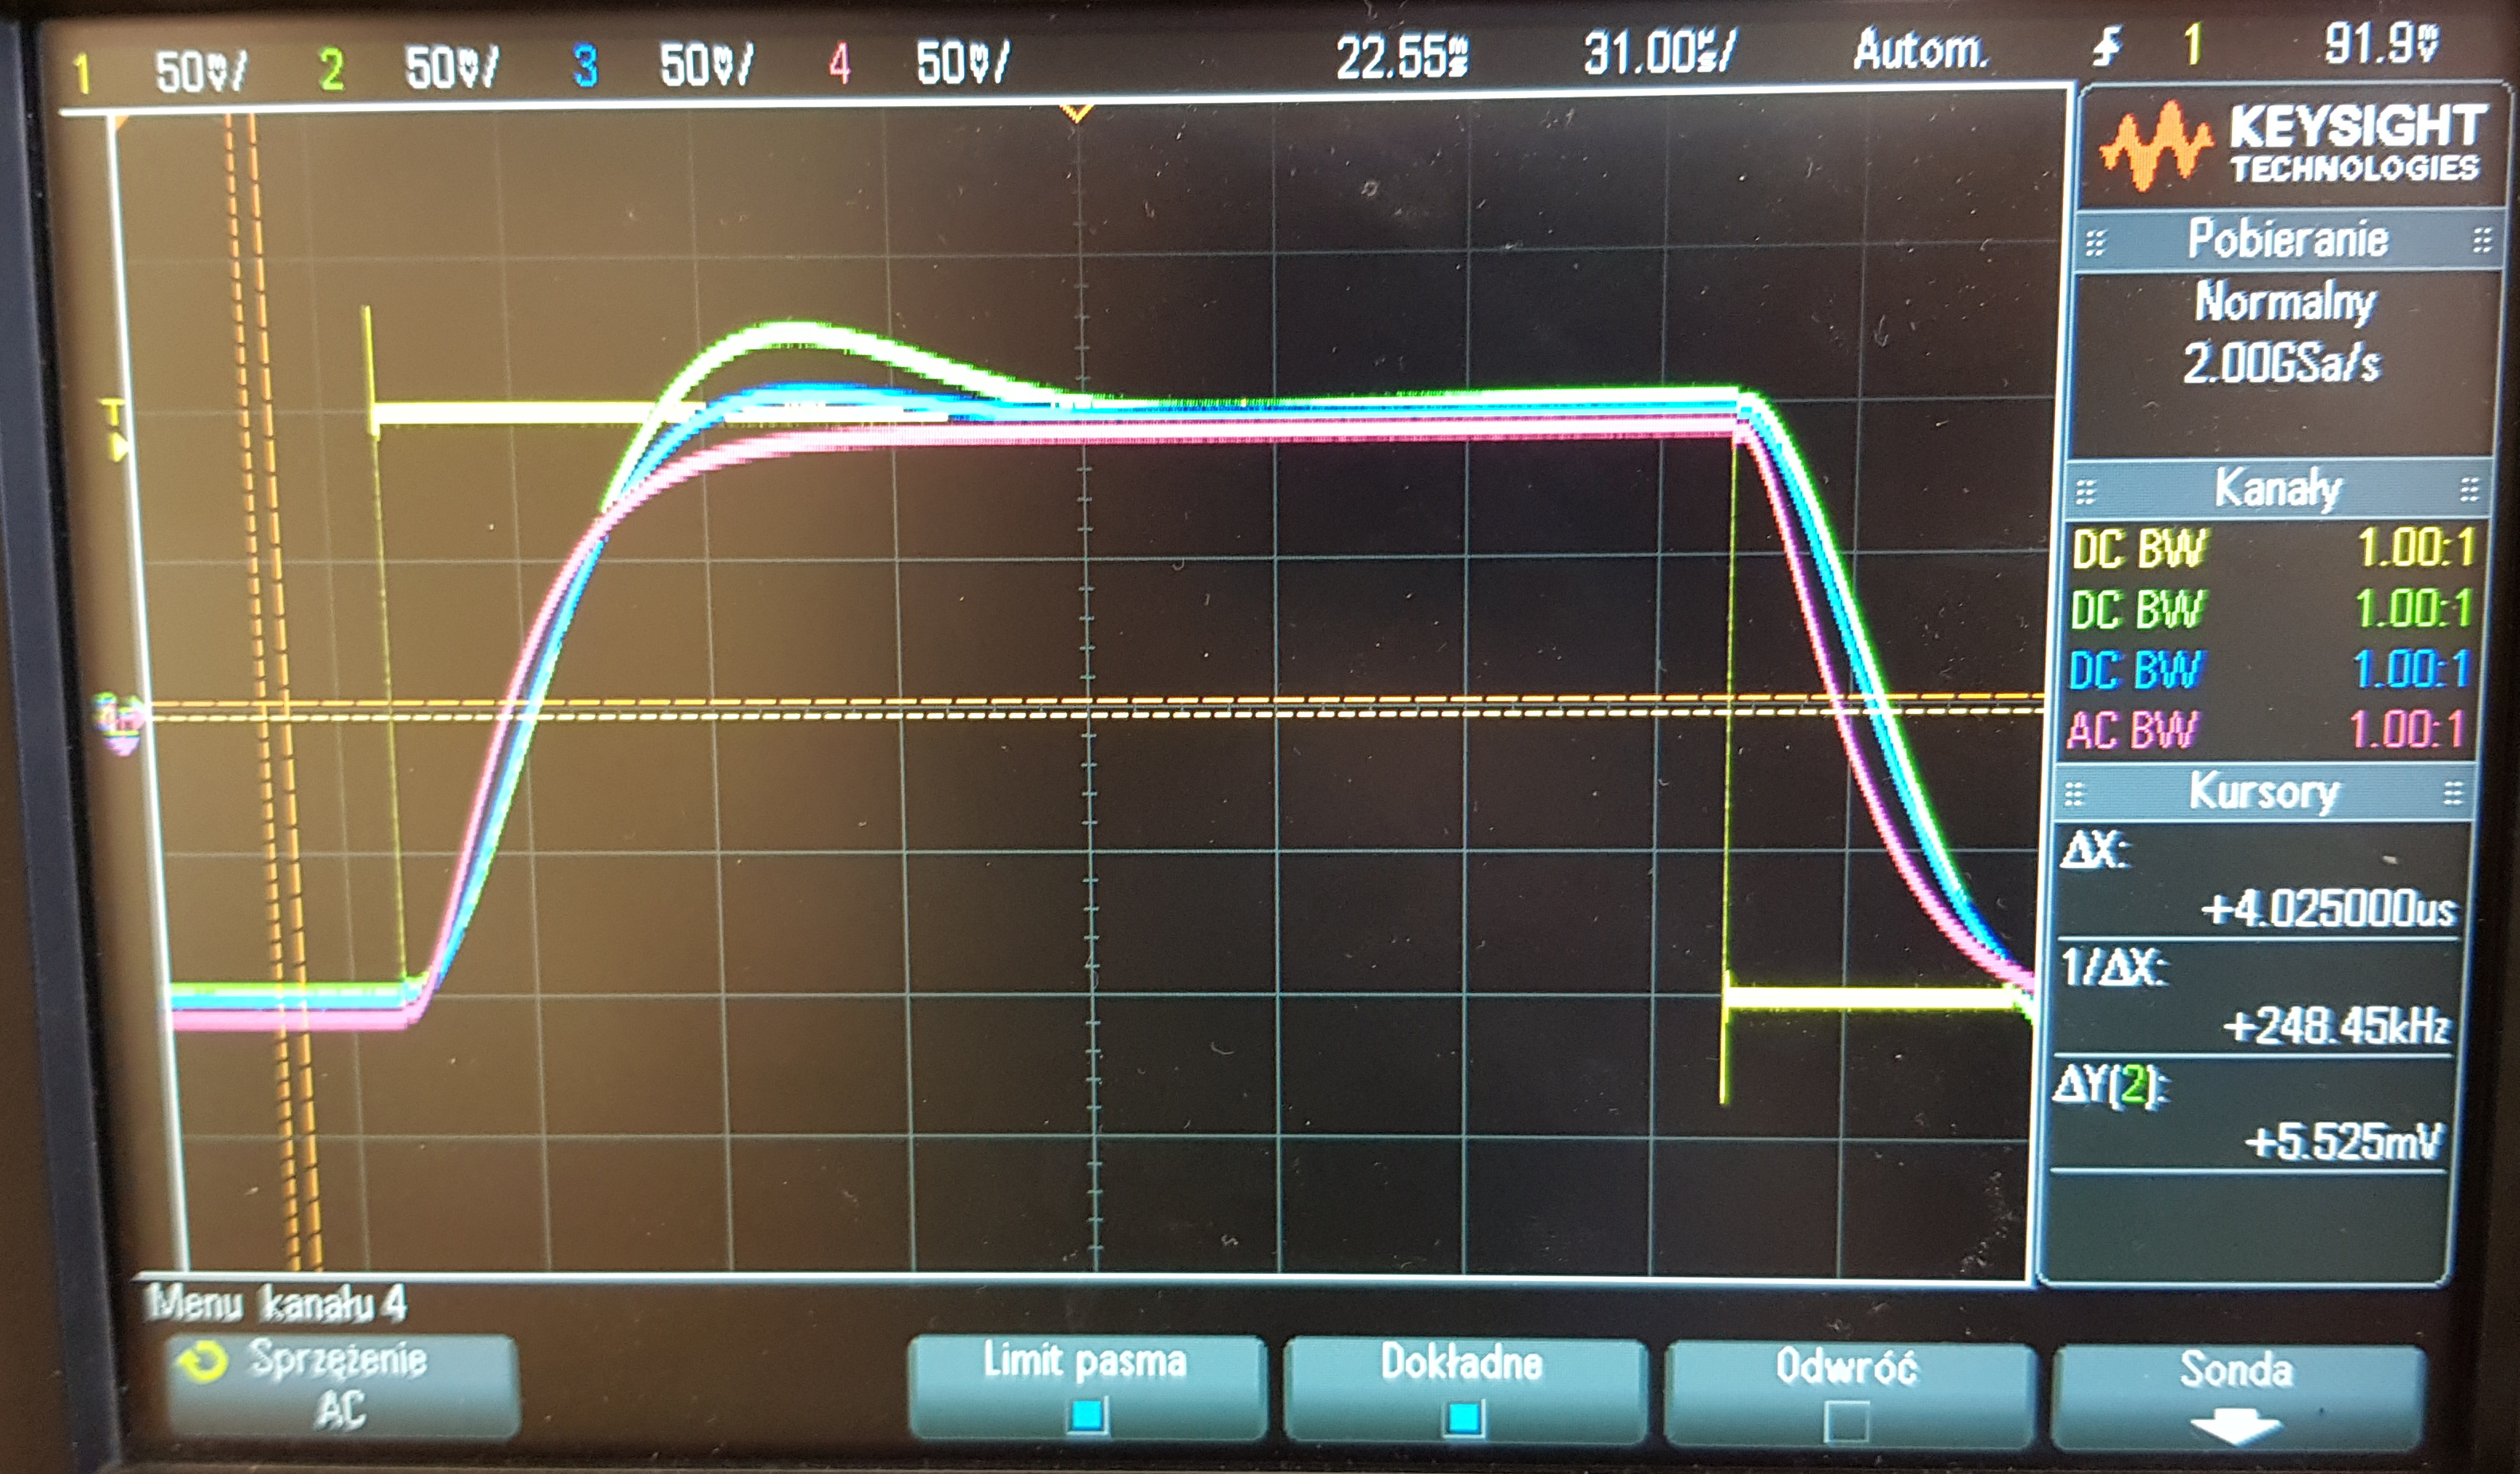 1 50mV/ 2 50mV/ 3 50mV/ 4 50mV/ 22.55ms 31.00us/ Autom. 1 91.9mV
KEYSIGHT
TECHNOLOGIES
Pobieranie
Normalny
2.00GSa/s
Kanały
DC BW 1.00:1
DC BW 1.00:1
DC BW 1.00:1
AC BW 1.00:1
Kursory
ΔX:
+4.025000us
1/ΔX:
+248.45kHz
ΔY(2):
+5.525mV
T
Menu kanału 4
Sprzężenie
AC
Limit pasma
Dokładne
Odwróć
Sonda